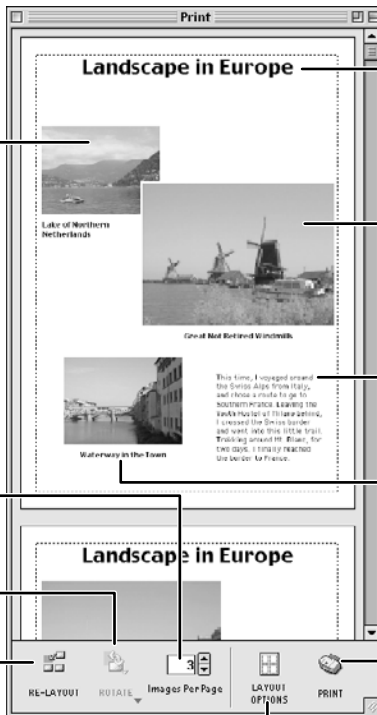 Print
Landscape in Europe
Lake of Northern
Netherlands
Great Not Retired Windmills
This time, I voyaged around
the Swiss Alps from Italy,
and chose a route to go to
Southern France. Leaving the
Youth Hostel of Milano behind,
I crossed the Swiss border
and went into this little trail.
Trekking around Mt. Blanc, for
two days, I finally reached
the border to France.
Waterway in the Town
Landscape in Europe
3
RE-LAYOUT
ROTATE
Images Per Page
LAYOUT
OPTIONS
PRINT